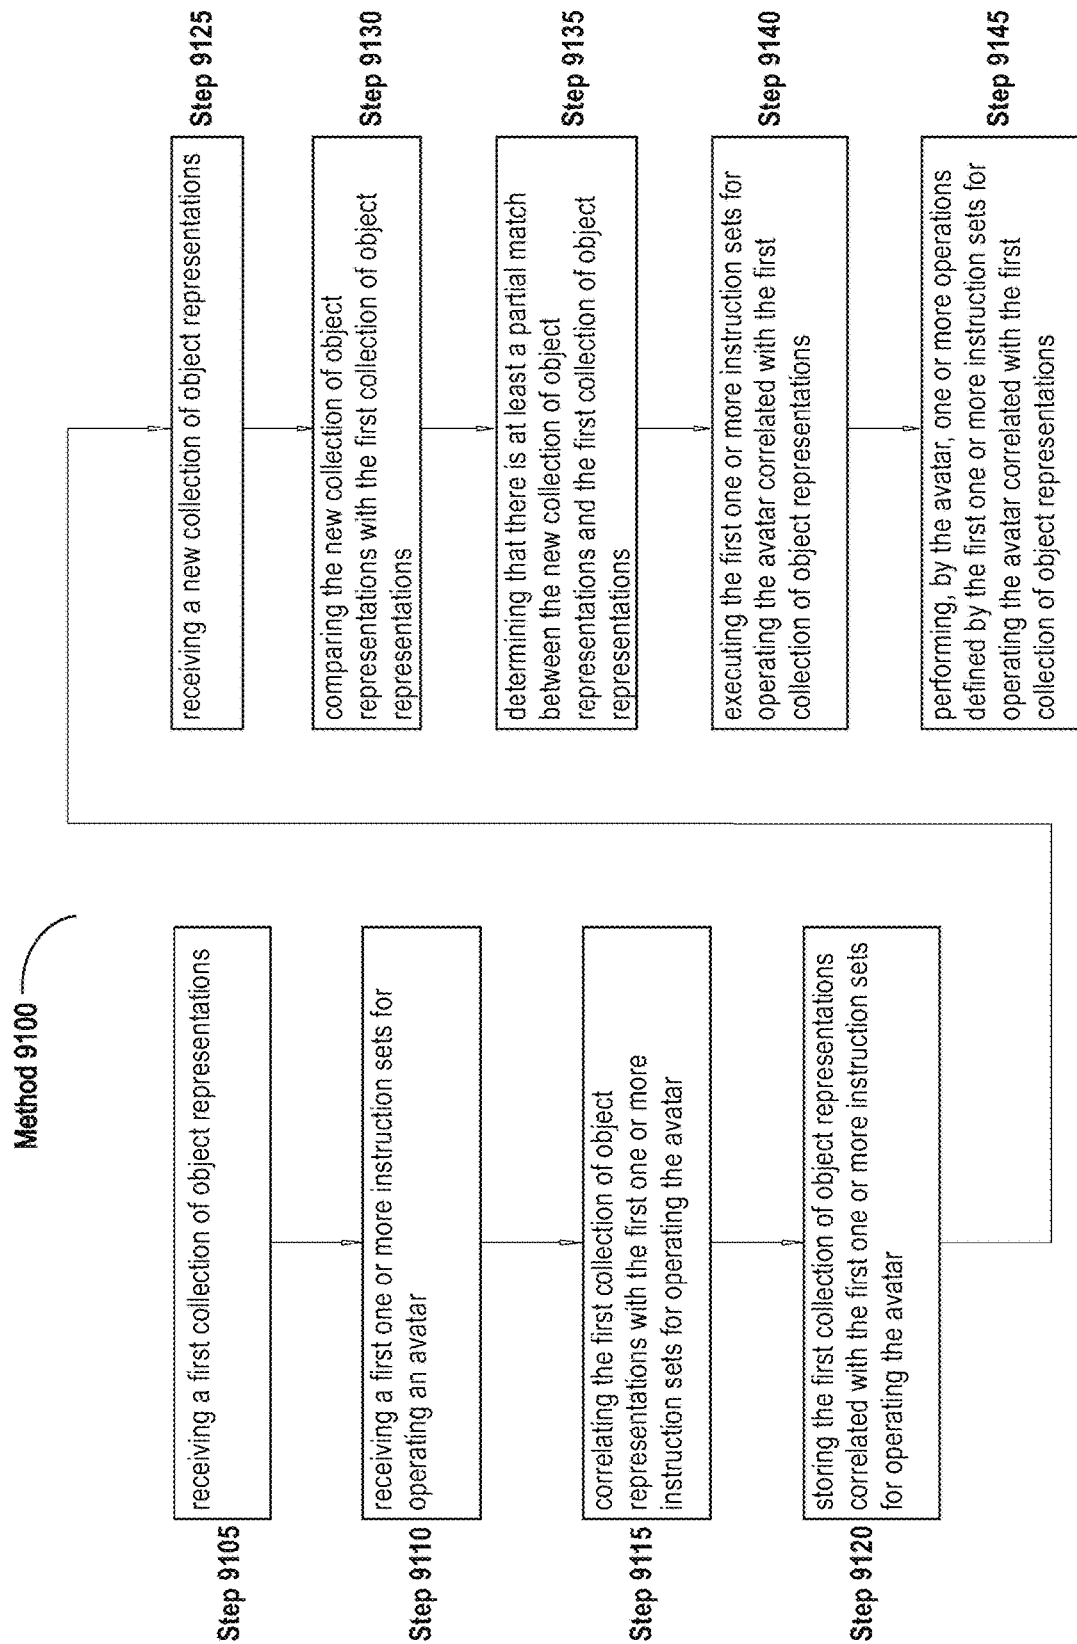 Method 9100
Step 9105
receiving a first collection of object representations
Step 9110
receiving a first one or more instruction sets for
operating an avatar
Step 9115
correlating the first collection of object
representations with the first one or more
instruction sets for operating the avatar
Step 9120
storing the first collection of object representations
correlated with the first one or more instruction sets
for operating the avatar
receiving a new collection of object representations
Step 9125
comparing the new collection of object
representations with the first collection of object
representations
Step 9130
determining that there is at least a partial match
between the new collection of object
representations and the first collection of object
representations
Step 9135
executing the first one or more instruction sets for
operating the avatar correlated with the first
collection of object representations
Step 9140
performing, by the avatar, one or more operations
defined by the first one or more instruction sets for
operating the avatar correlated with the first
collection of object representations
Step 9145